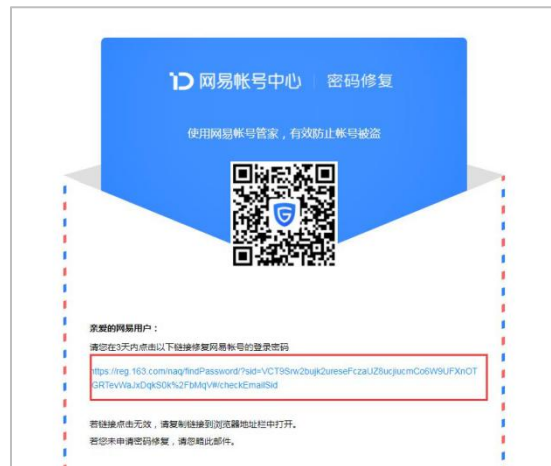 网易帐号中心 | 密码修复
使用网易帐号管家，有效防止帐号被盗
亲爱的网易用户：
请您在3天内点击以下链接修复网易帐号的登录密码
https://reg.163.com/naq/findPassword/?sid=VCT9Srw2bujk2ureseFczaUZ8ucjiucmCo6W9UFXnOT
GRTevWaJxDqkS0k%2FbMqV#/checkEmailSid
若链接点击无效，请复制链接到浏览器地址栏中打开。
若您未申请密码修复，请忽略此邮件。